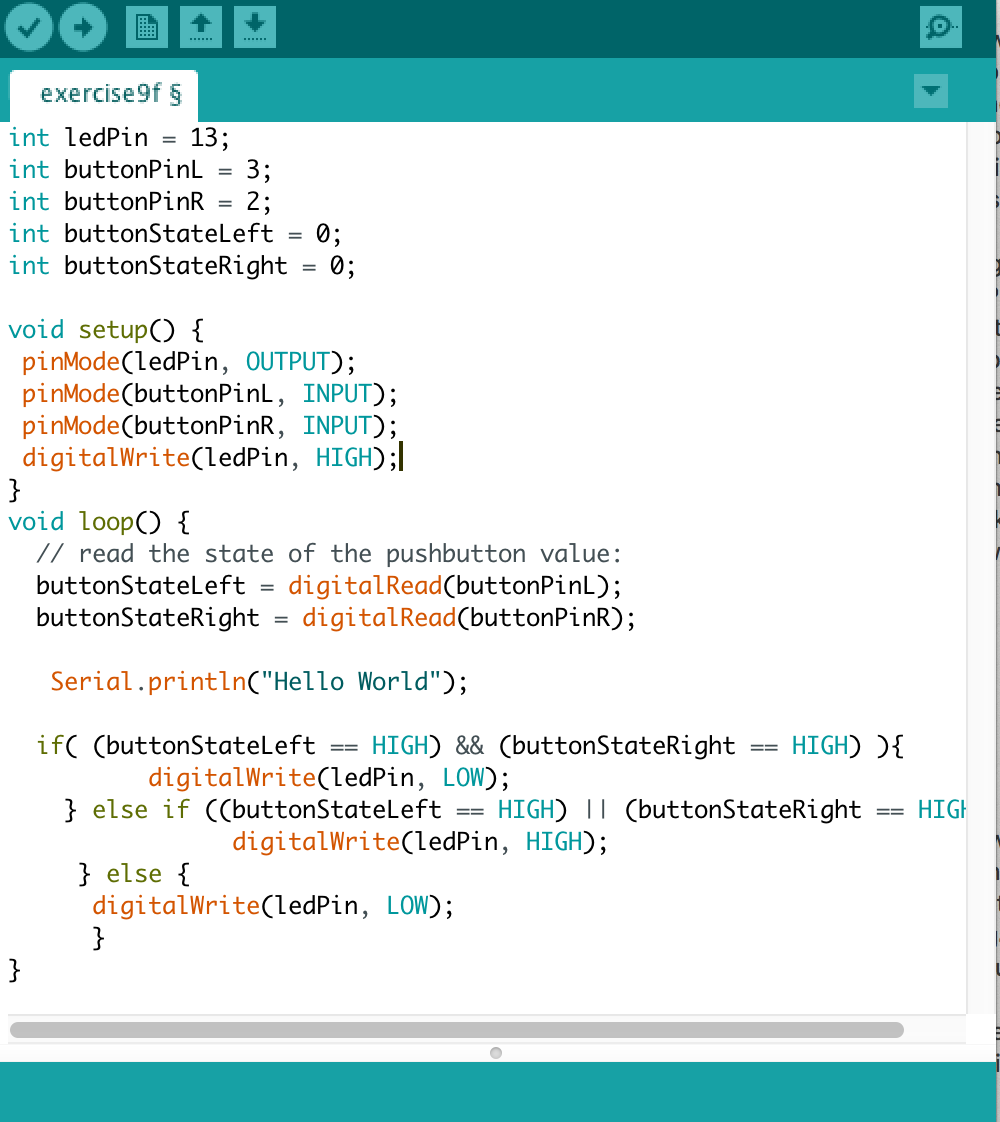 exercise9f §
int ledPin = 13;
int buttonPinL = 3;
int buttonPinR = 2;
int buttonStateLeft = 0;
int buttonStateRight = 0;
void setup() {
pinMode(ledPin, OUTPUT);
pinMode(buttonPinL, INPUT);
pinMode(buttonPinR, INPUT);
digitalWrite(ledPin, HIGH);
}
void loop() {
// read the state of the pushbutton value:
buttonStateLeft = digitalRead(buttonPinL);
buttonStateRight = digitalRead(buttonPinR);
Serial.println("Hello World");
if( (buttonStateLeft == HIGH) && (buttonStateRight == HIGH) ){
digitalWrite(ledPin, LOW);
} else if ((buttonStateLeft == HIGH) || (buttonStateRight == HIGH
digitalWrite(ledPin, HIGH);
} else {
digitalWrite(ledPin, LOW);
}
}